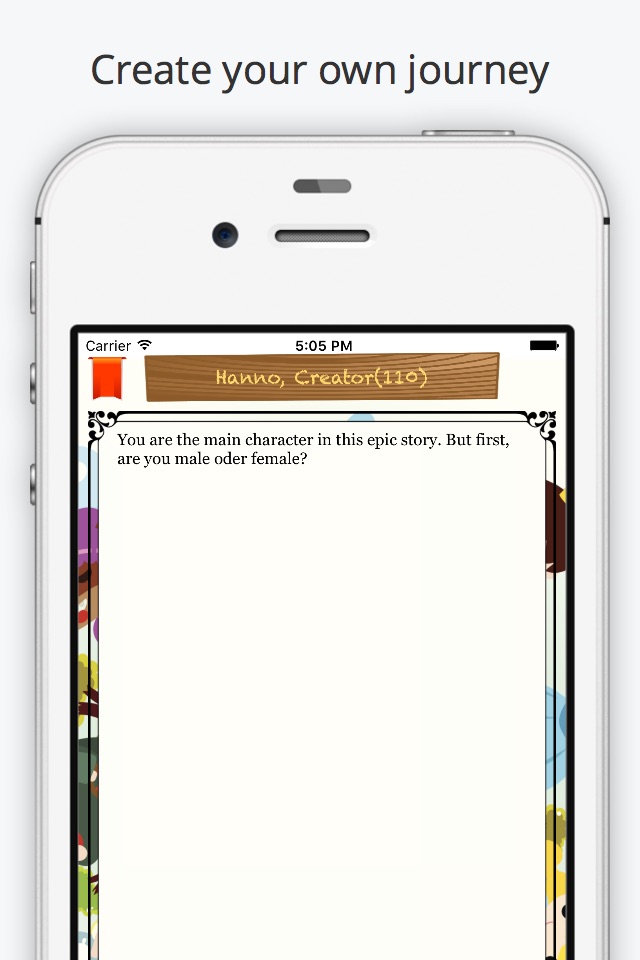 Create your own journey
Carrier
5:05 PM
Hanno, Creator(110)
You are the main character in this epic story. But first,
are you male oder female?